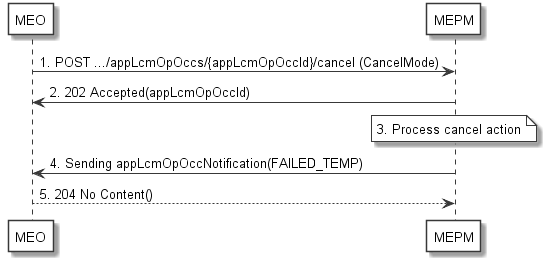 MEO
MEPM
1. POST .../appLcmOpOccs/{appLcmOpOccId}/cancel (CancelMode)
2. 202 Accepted(appLcmOpOccId)
3. Process cancel action
4. Sending appLcmOpOccNotification(FAILED_TEMP)
5. 204 No Content()
MEO
MEPM